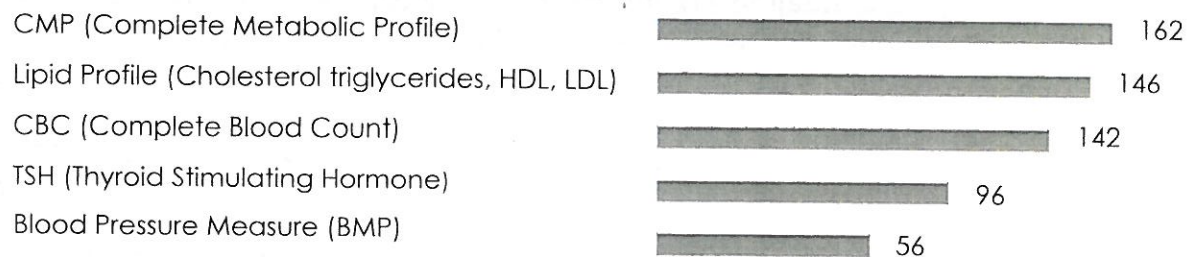 CMP (Complete Metabolic Profile) 162
Lipid Profile (Cholesterol triglycerides, HDL, LDL) 146
CBC (Complete Blood Count) 142
TSH (Thyroid Stimulating Hormone) 96
Blood Pressure Measure (BMP) 56